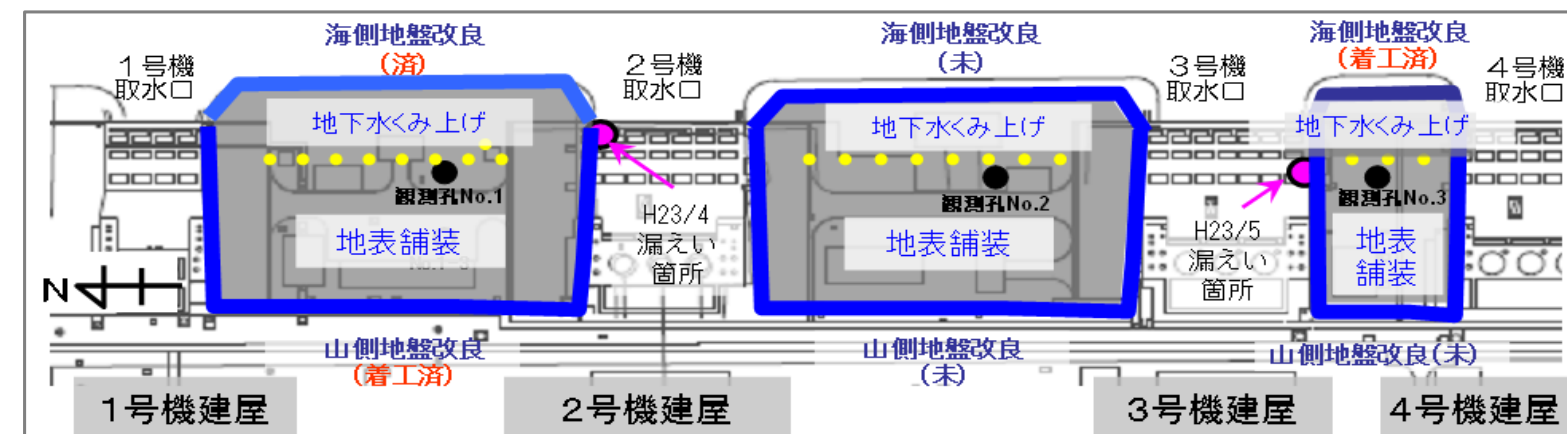 海側地盤改良
(済)
海側地盤改良
(未)
海側地盤改良
(着工済)
1号機
取水口
2号機
取水口
3号機
取水口
4号機
取水口
地下水くみ上げ
地下水くみ上げ
地下水くみ上げ
観測孔No.1
観測孔No.2
観測孔No.3
地表舗装
地表舗装
地表
舗装
H23/4
漏えい
箇所
H23/5
漏えい
箇所
N
山側地盤改良
(着工済)
山側地盤改良
(未)
山側地盤改良(未)
1号機建屋
2号機建屋
3号機建屋
4号機建屋